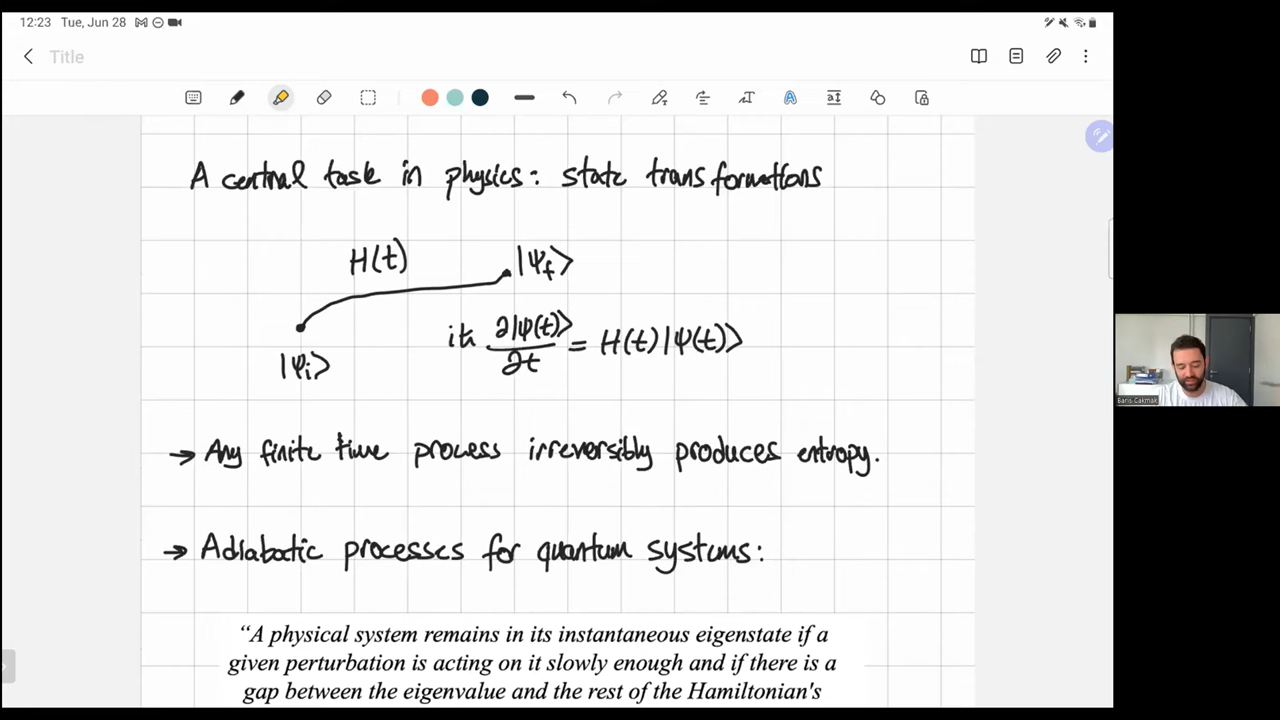 12:23 Tue, Jun 28
Title
A central task in physics: state transformations
H(t)
|ψf⟩
|ψi⟩
iħ ∂|ψ(t)⟩/∂t = H(t)|ψ(t)⟩
→ Any finite time process irreversibly produces entropy.
→ Adiabatic processes for quantum systems:
“A physical system remains in its instantaneous eigenstate if a
given perturbation is acting on it slowly enough and if there is a
gap between the eigenvalue and the rest of the Hamiltonian's
Baris Cakmak